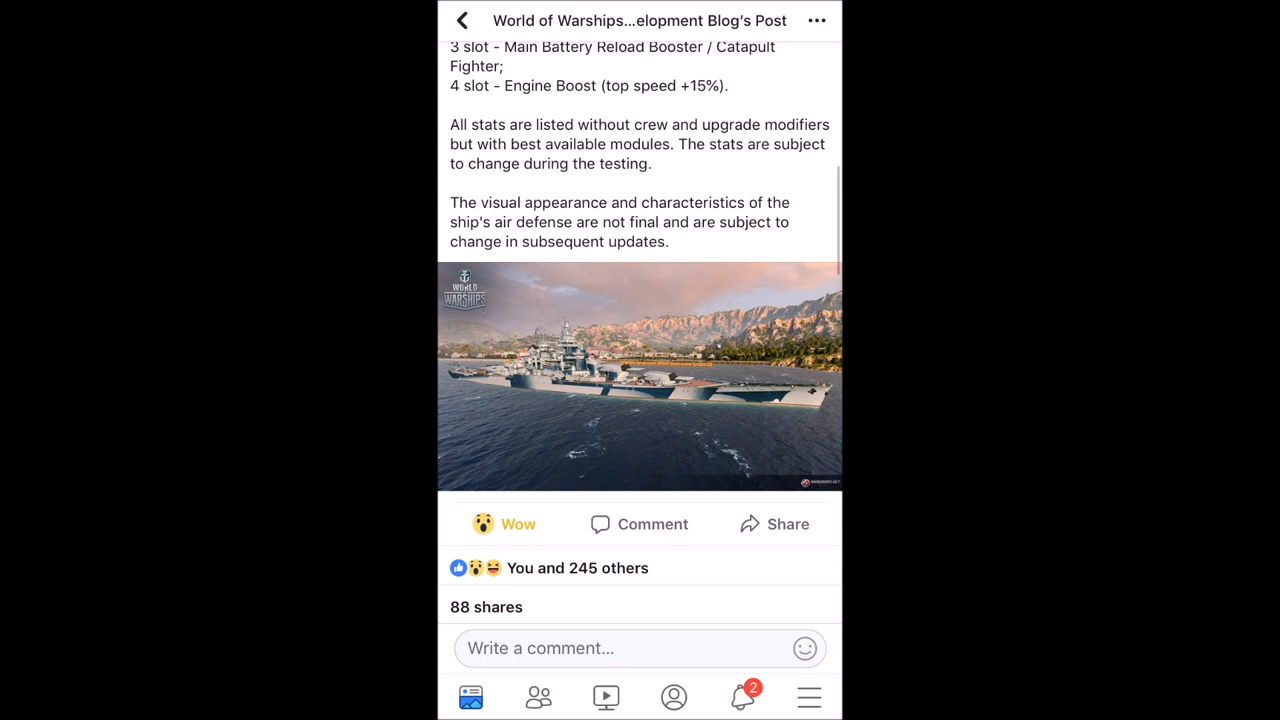 World of Warships...elopment Blog's Post
3 slot - Main Battery Reload Booster / Catapult
Fighter;
4 slot - Engine Boost (top speed +15%).
All stats are listed without crew and upgrade modifiers
but with best available modules. The stats are subject
to change during the testing.
The visual appearance and characteristics of the
ship's air defense are not final and are subject to
change in subsequent updates.
WORLD
OF
WARSHIPS
WARGAMING.NET
Wow
Comment
Share
You and 245 others
88 shares
Write a comment...
2